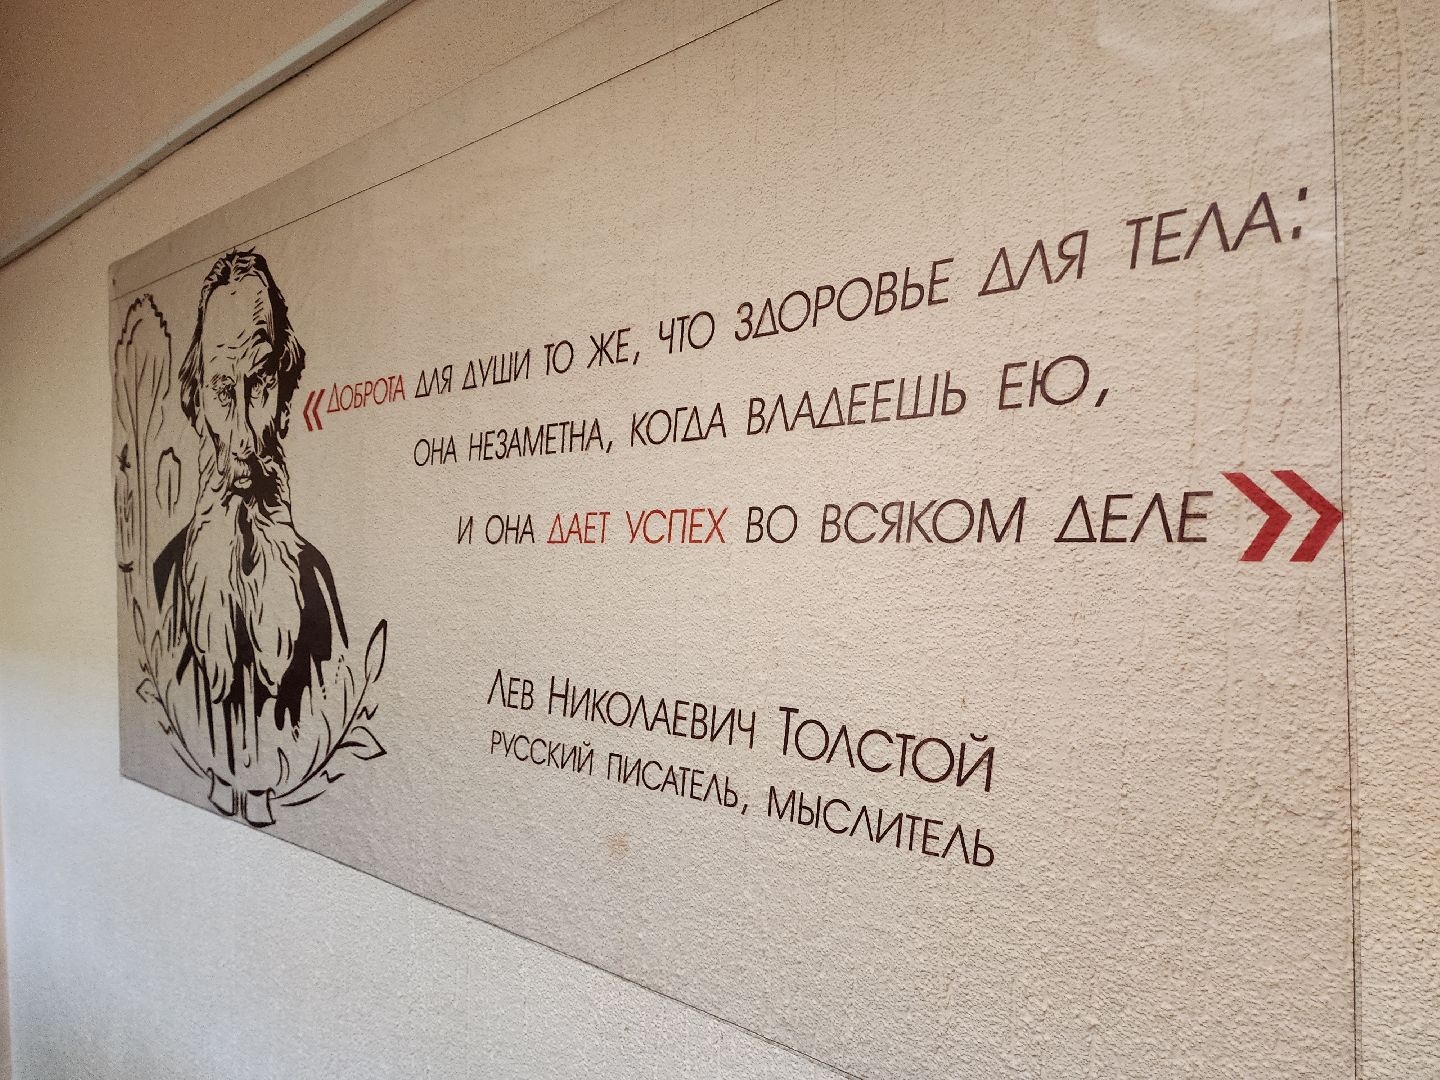 «Доброта для души то же, что здоровье для тела:
она незаметна, когда владеешь ею,
и она дает успех во всяком деле»
Лев Николаевич Толстой
русский писатель, мыслитель